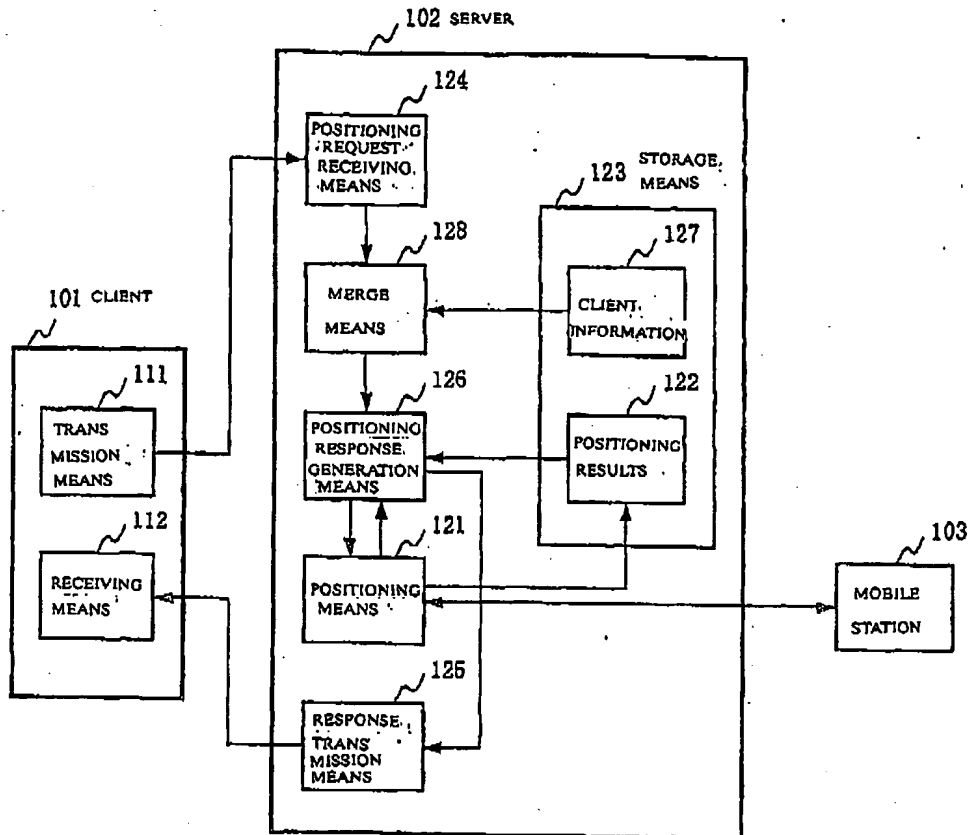 102 SERVER
124
POSITIONING
REQUEST
RECEIVING
MEANS
123 STORAGE
MEANS
128
MERGE
MEANS
127
CLIENT
INFORMATION
101 CLIENT
111
TRANS
MISSION
MEANS
126
POSITIONING
RESPONSE
GENERATION
MEANS
122
POSITIONING
RESULTS
112
RECEIVING
MEANS
121
POSITIONING
MEANS
103
MOBILE
STATION
125
RESPONSE
TRANS
MISSION
MEANS